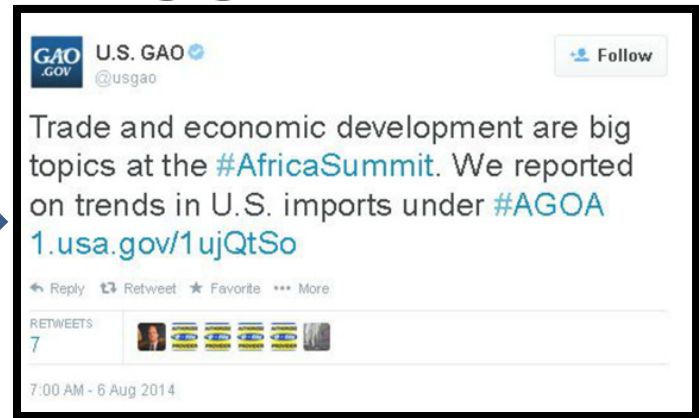 GAO
.GOV
U.S. GAO
@usgao
Follow
Trade and economic development are big
topics at the #AfricaSummit. We reported
on trends in U.S. imports under #AGOA
1.usa.gov/1ujQtSo
Reply Retweet Favorite More
RETWEETS
7
7:00 AM - 6 Aug 2014